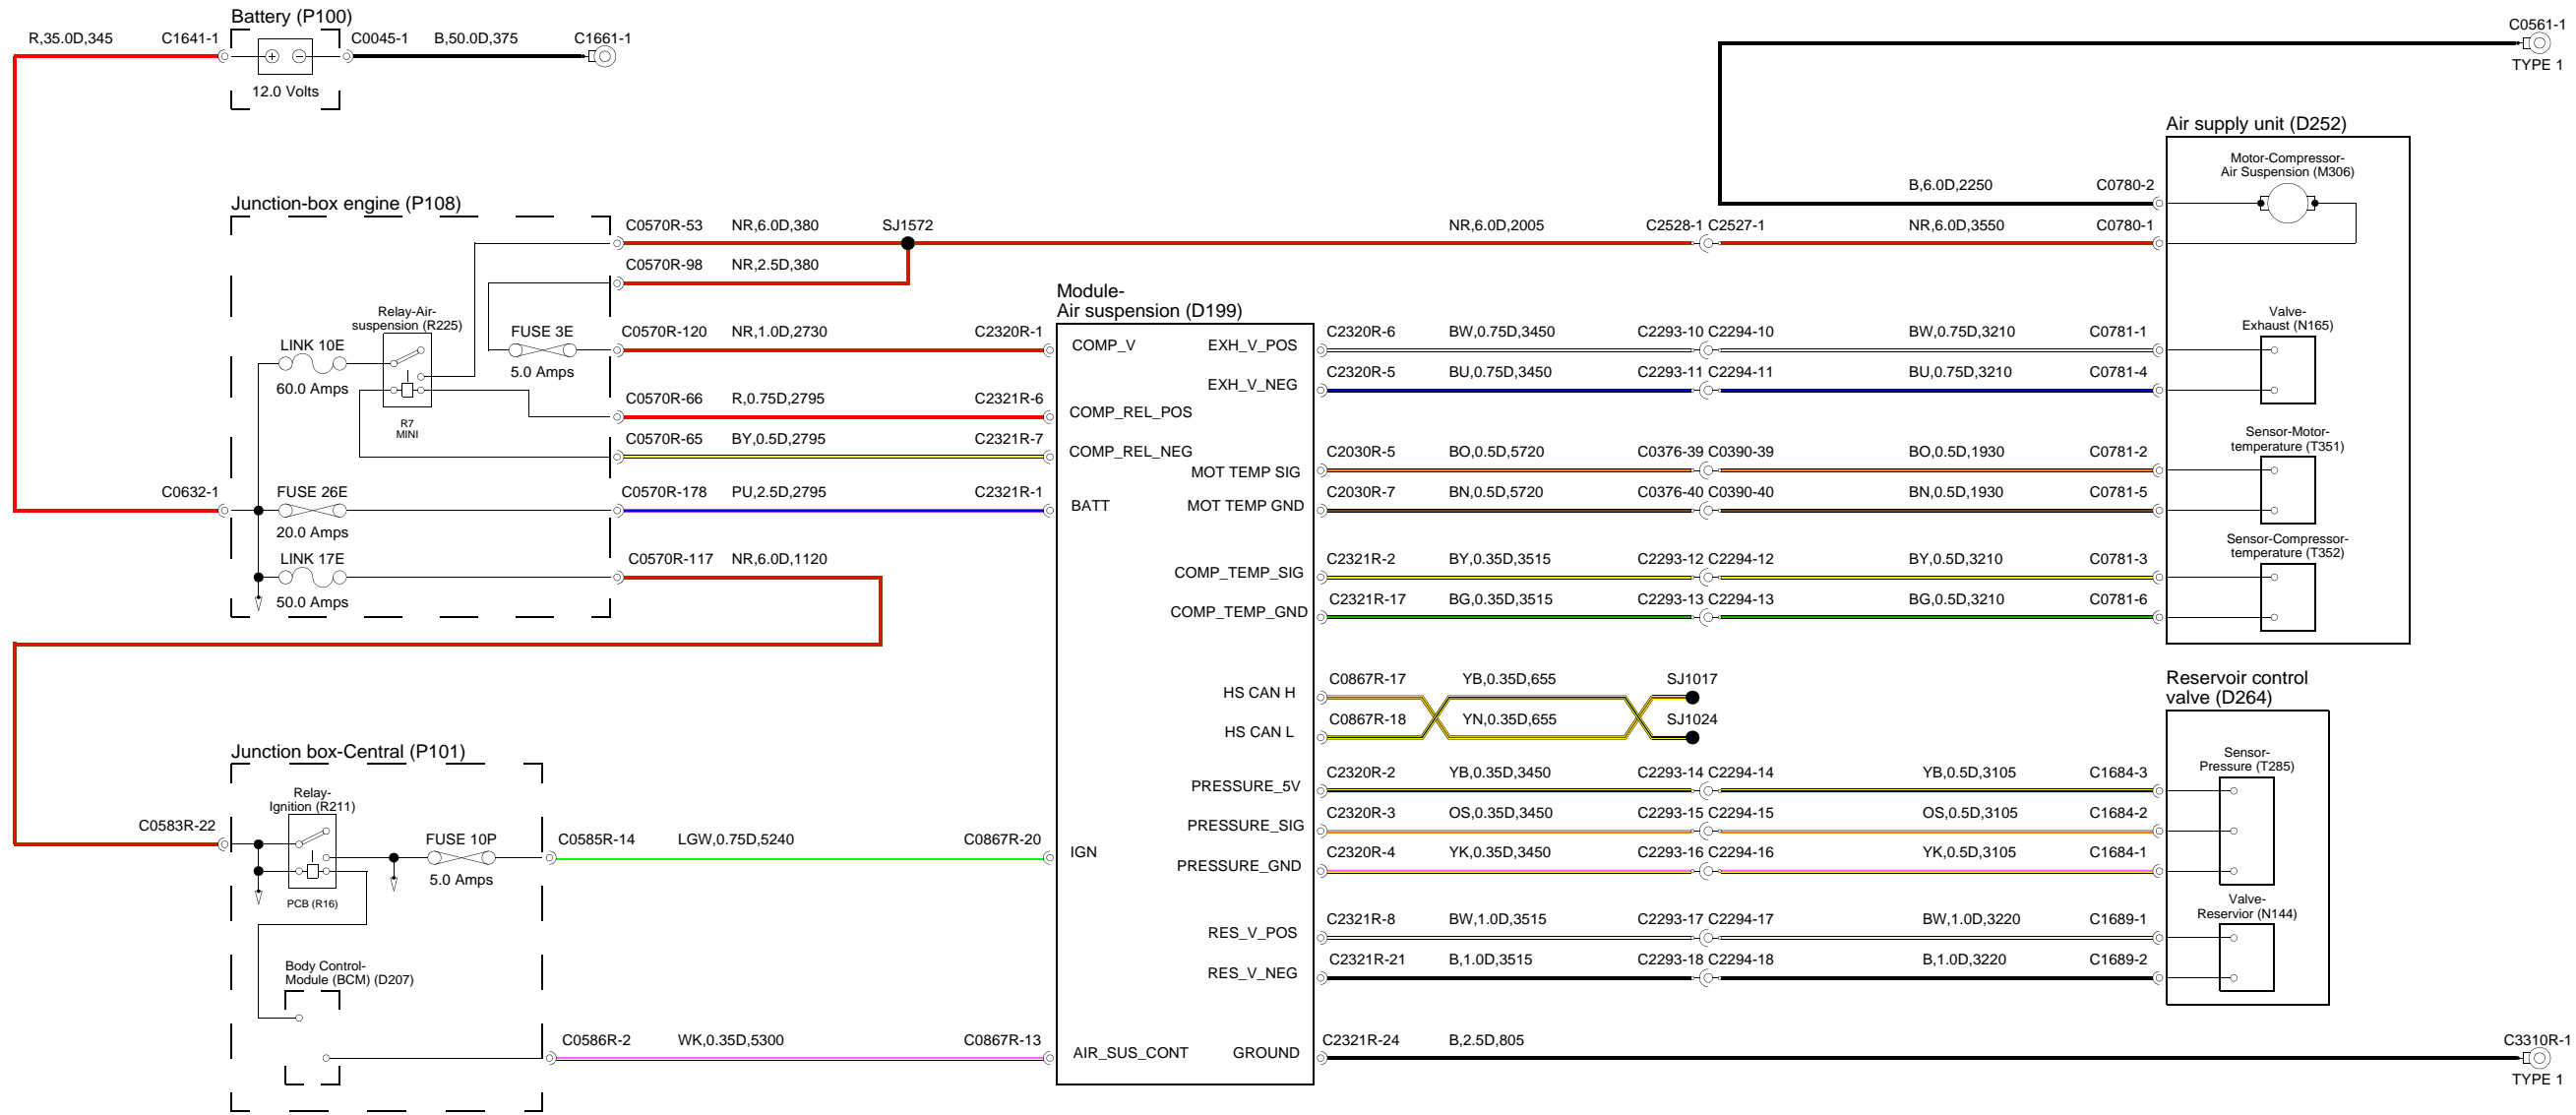 Battery (P100)
R,35.0D,345
C1641-1
C0045-1
B,50.0D,375
C1661-1
12.0 Volts
C0561-1
TYPE 1
Air supply unit (D252)
Motor-Compressor-
Air Suspension (M306)
B,6.0D,2250
C0780-2
Junction-box engine (P108)
C0570R-53
NR,6.0D,380
SJ1572
NR,6.0D,2005
C2528-1 C2527-1
NR,6.0D,3550
C0780-1
C0570R-98
NR,2.5D,380
Module-
Air suspension (D199)
Relay-Air-
suspension (R225)
LINK 10E
60.0 Amps
R7
MINI
FUSE 3E
5.0 Amps
C0570R-120
NR,1.0D,2730
C2320R-1
COMP_V
EXH_V_POS
C2320R-6
BW,0.75D,3450
C2293-10 C2294-10
BW,0.75D,3210
C0781-1
Valve-
Exhaust (N165)
EXH_V_NEG
C2320R-5
BU,0.75D,3450
C2293-11 C2294-11
BU,0.75D,3210
C0781-4
C0570R-66
R,0.75D,2795
C2321R-6
COMP_REL_POS
C0570R-65
BY,0.5D,2795
C2321R-7
COMP_REL_NEG
MOT TEMP SIG
C2030R-5
BO,0.5D,5720
C0376-39 C0390-39
BO,0.5D,1930
C0781-2
Sensor-Motor-
temperature (T351)
C0632-1
FUSE 26E
20.0 Amps
C0570R-178
PU,2.5D,2795
C2321R-1
BATT
MOT TEMP GND
C2030R-7
BN,0.5D,5720
C0376-40 C0390-40
BN,0.5D,1930
C0781-5
LINK 17E
50.0 Amps
C0570R-117
NR,6.0D,1120
COMP_TEMP_SIG
C2321R-2
BY,0.35D,3515
C2293-12 C2294-12
BY,0.5D,3210
C0781-3
Sensor-Compressor-
temperature (T352)
COMP_TEMP_GND
C2321R-17
BG,0.35D,3515
C2293-13 C2294-13
BG,0.5D,3210
C0781-6
HS CAN H
C0867R-17
YB,0.35D,655
SJ1017
HS CAN L
C0867R-18
YN,0.35D,655
SJ1024
Reservoir control
valve (D264)
Junction box-Central (P101)
Relay-
Ignition (R211)
PCB (R16)
C0583R-22
FUSE 10P
5.0 Amps
C0585R-14
LGW,0.75D,5240
C0867R-20
IGN
PRESSURE_5V
C2320R-2
YB,0.35D,3450
C2293-14 C2294-14
YB,0.5D,3105
C1684-3
Sensor-
Pressure (T285)
PRESSURE_SIG
C2320R-3
OS,0.35D,3450
C2293-15 C2294-15
OS,0.5D,3105
C1684-2
PRESSURE_GND
C2320R-4
YK,0.35D,3450
C2293-16 C2294-16
YK,0.5D,3105
C1684-1
RES_V_POS
C2321R-8
BW,1.0D,3515
C2293-17 C2294-17
BW,1.0D,3220
C1689-1
Valve-
Reservior (N144)
RES_V_NEG
C2321R-21
B,1.0D,3515
C2293-18 C2294-18
B,1.0D,3220
C1689-2
Body Control-
Module (BCM) (D207)
C0586R-2
WK,0.35D,5300
C0867R-13
AIR_SUS_CONT
GROUND
C2321R-24
B,2.5D,805
C3310R-1
TYPE 1